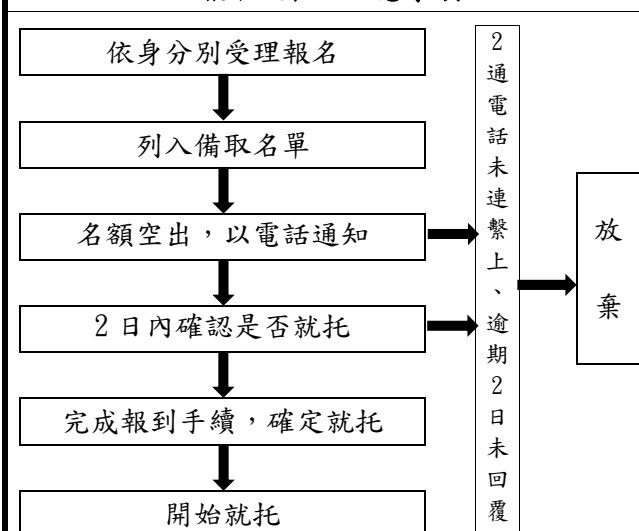 依身分別受理報名
列入備取名單
名額空出，以電話通知
2日內確認是否就托
完成報到手續，確定就托
開始就托
2通電話未連繫上、逾期2日未回覆
放棄